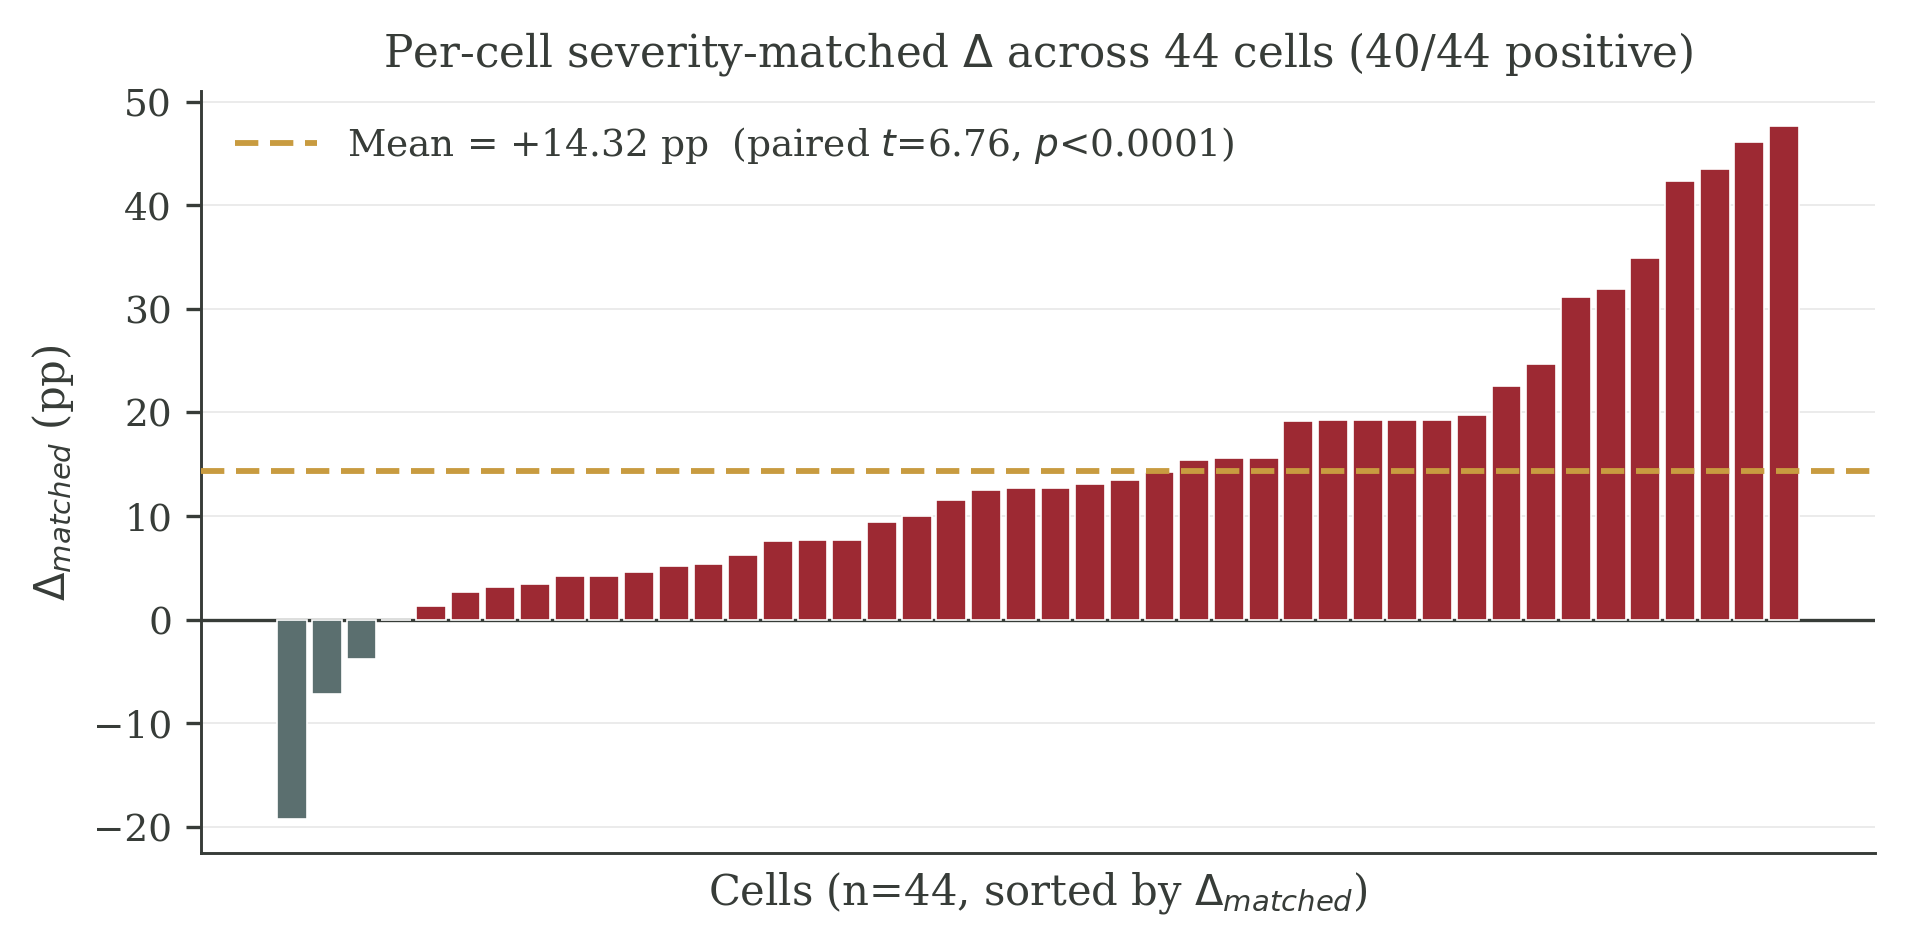 Per-cell severity-matched Δ across 44 cells (40/44 positive)
Mean = +14.32 pp (paired t=6.76, p<0.0001)
50
40
30
20
10
0
−10
−20
Δmatched (pp)
Cells (n=44, sorted by Δmatched)